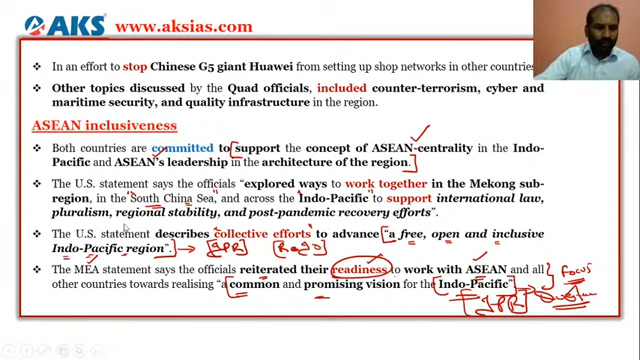 AKS
www.aksias.com
In an effort to stop Chinese G5 giant Huawei from setting up shop networks in other countries.
Other topics discussed by the Quad officials, included counter-terrorism, cyber and
maritime security, and quality infrastructure in the region.
ASEAN inclusiveness
Both countries are committed to support the concept of ASEAN-centrality in the Indo-
Pacific and ASEAN's leadership in the architecture of the region.
The U.S. statement says the officials "explored ways to work together in the Mekong sub-
region, in the South China Sea, and across the Indo-Pacific to support international law,
pluralism, regional stability, and post-pandemic recovery efforts".
The U.S. statement describes collective efforts to advance "a free, open and inclusive
Indo-Pacific region".
The MEA statement says the officials reiterated their readiness to work with ASEAN and all
other countries towards realising "a common and promising vision for the Indo-Pacific"
Focus